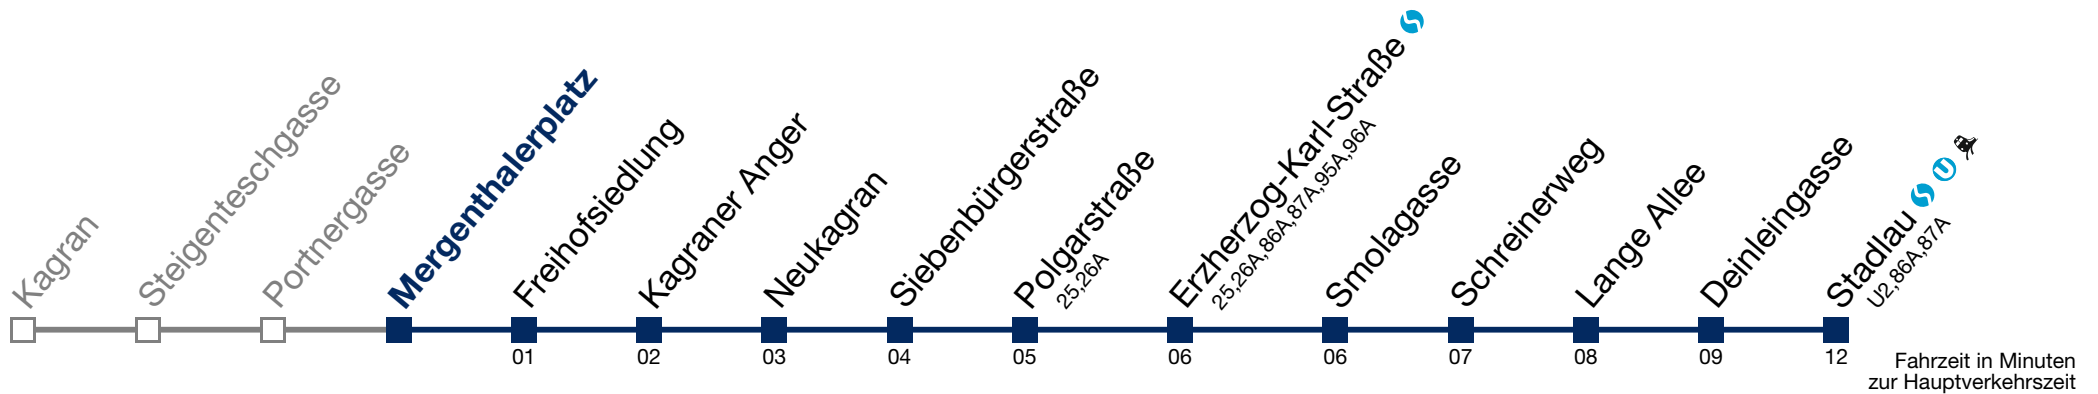 Kagran
Steigenteschgasse
Portnergasse
Mergenthalerplatz
Freihofsiedlung
Kagraner Anger
Neukagran
Siebenbürgerstraße
Polgarstraße
25,26A
Erzherzog-Karl-Straße
25,26A,86A,87A,95A,96A
Smolagasse
Schreinerweg
Lange Allee
Deinleingasse
Stadlau
U2,86A,87A
01
02
03
04
05
06
06
07
08
09
12
Fahrzeit in Minuten
zur Hauptverkehrszeit